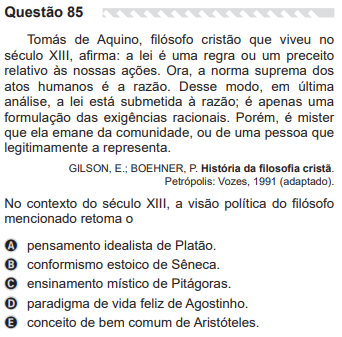 Questão 85
Tomás de Aquino, filósofo cristão que viveu no
século XIII, afirma: a lei é uma regra ou um preceito
relativo às nossas ações. Ora, a norma suprema dos
atos humanos é a razão. Desse modo, em última
análise, a lei está submetida à razão; é apenas uma
formulação das exigências racionais. Porém, é mister
que ela emane da comunidade, ou de uma pessoa que
legitimamente a representa.
GILSON, E.; BOEHNER, P. História da filosofia cristã.
Petrópolis: Vozes, 1991 (adaptado).
No contexto do século XIII, a visão política do filósofo
mencionado retoma o
A pensamento idealista de Platão.
B conformismo estoico de Sêneca.
C ensinamento místico de Pitágoras.
D paradigma de vida feliz de Agostinho.
E conceito de bem comum de Aristóteles.